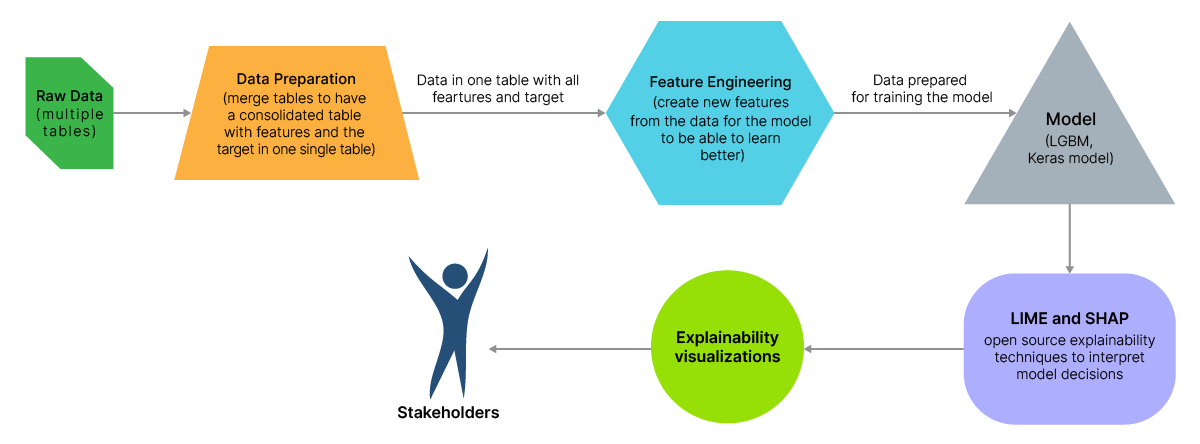 Raw Data
(multiple
tables)
Data Preparation
(merge tables to have
a consolidated table
with features and the
target in one single table)
Data in one table with all
feartures and target
Feature Engineering
(create new features
from the data for the model
to be able to learn
better)
Data prepared
for training the model
Model
(LGBM,
Keras model)
LIME and SHAP
open source explainability
techniques to interpret
model decisions
Explainability
visualizations
Stakeholders